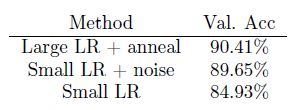 Method Val. Acc
Large LR + anneal 90.41%
Small LR + noise 89.65%
Small LR 84.93%